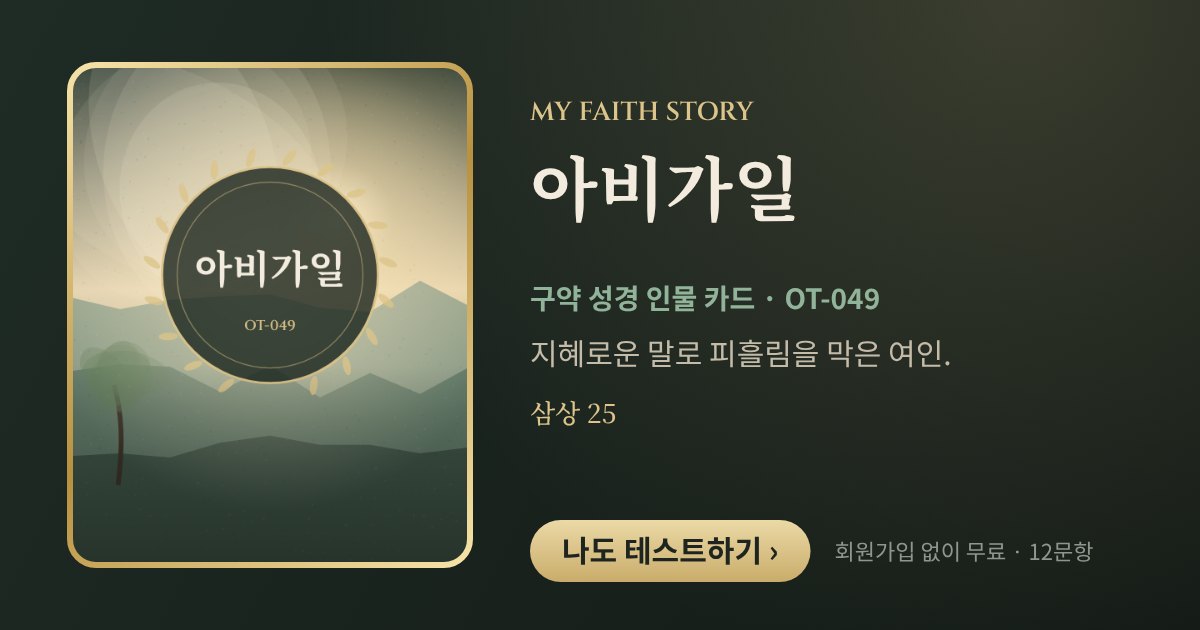 아비가일
OT-049
MY FAITH STORY
아비가일
구약 성경 인물 카드 · OT-049
지혜로운 말로 피흘림을 막은 여인.
삼상 25
나도 테스트하기 ›
회원가입 없이 무료 · 12문항